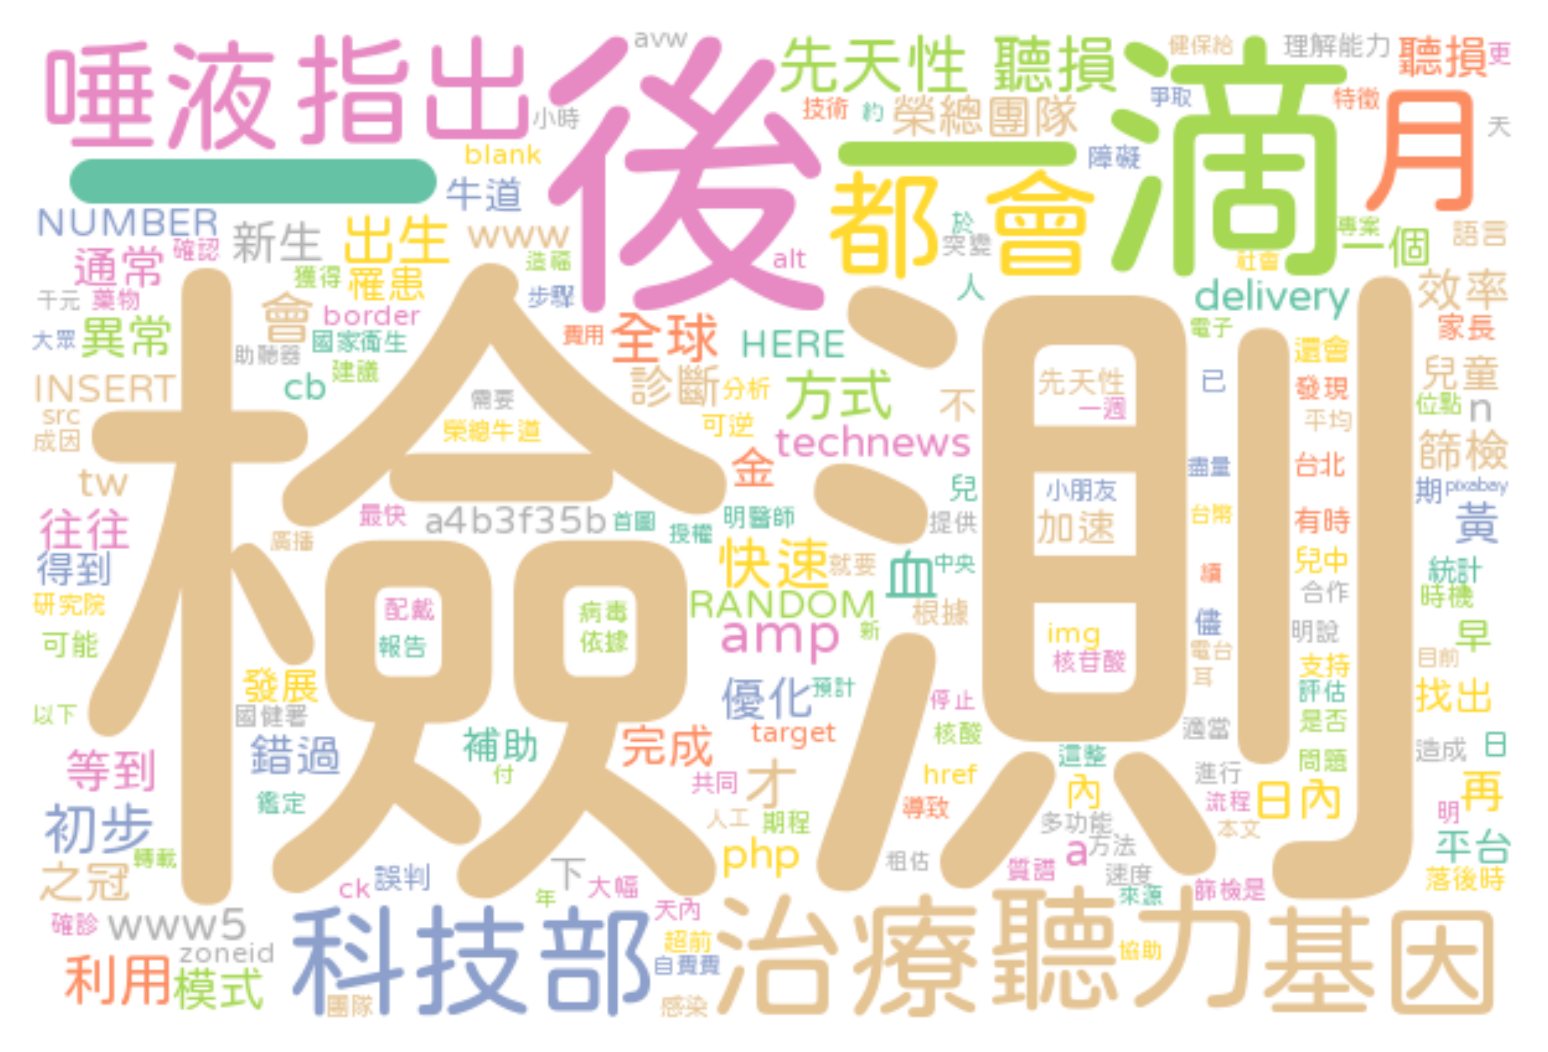 唾液
指出
後
avw
小時
先天性
聽損
健保給
理解能力
聽損
更
技術
約
榮總團隊
爭取
滴
特徵
月
天
一
blank
牛道
一
障礙
都會
於
突變
專案
一個
語言
社會
alt
人
NUMBER
確認
新生
出生
www
通常
獲得
罹患
造福
步驟
delivery
效率
千元
藥物
會
border
大眾
異常
助聽器
國家衛生
建議
費用
全球
HERE
電子
家長
還會
INSERT
cb
src
成因
需要
榮總牛道
診斷
分析
可逆
方式
不
先天性
一週
已
發現
平均
兒童
位點
n
technews
篩檢
tw
金
兒
小朋友
盡量
台北
期
pixabay
往往
最快
a4b3f35b
首圖
授權
明醫師
提供
加速
台幣
有時
黃
廣播
得到
快速
就要
血
中央
續
兒中
統計
研究院
RANDOM
根據
合作
時機
檢測
配戴
病毒
可能
報告
依據
amp
新
img
核苷酸
儘
明說
早
電台
支持
目前
耳
發展
優化
預計
停止
評估
找出
以下
國健署
核酸
適當
是否
錯過
補助
完成
target
這整
問題
造成
日
等到
付
共同
才
href
內
進行
日內
再
鑑定
導致
流程
明
初步
人工
期程
多功能
本文
平台
轉載
php
粗估
a
方法
之冠
ck
誤判
下
大幅
質譜
速度
落後時
年
來源
篩檢是
確診
www5
天內
zoneid
科技部
超前
治療
聽力
協助
基因
利用
模式
自費費
團隊
感染